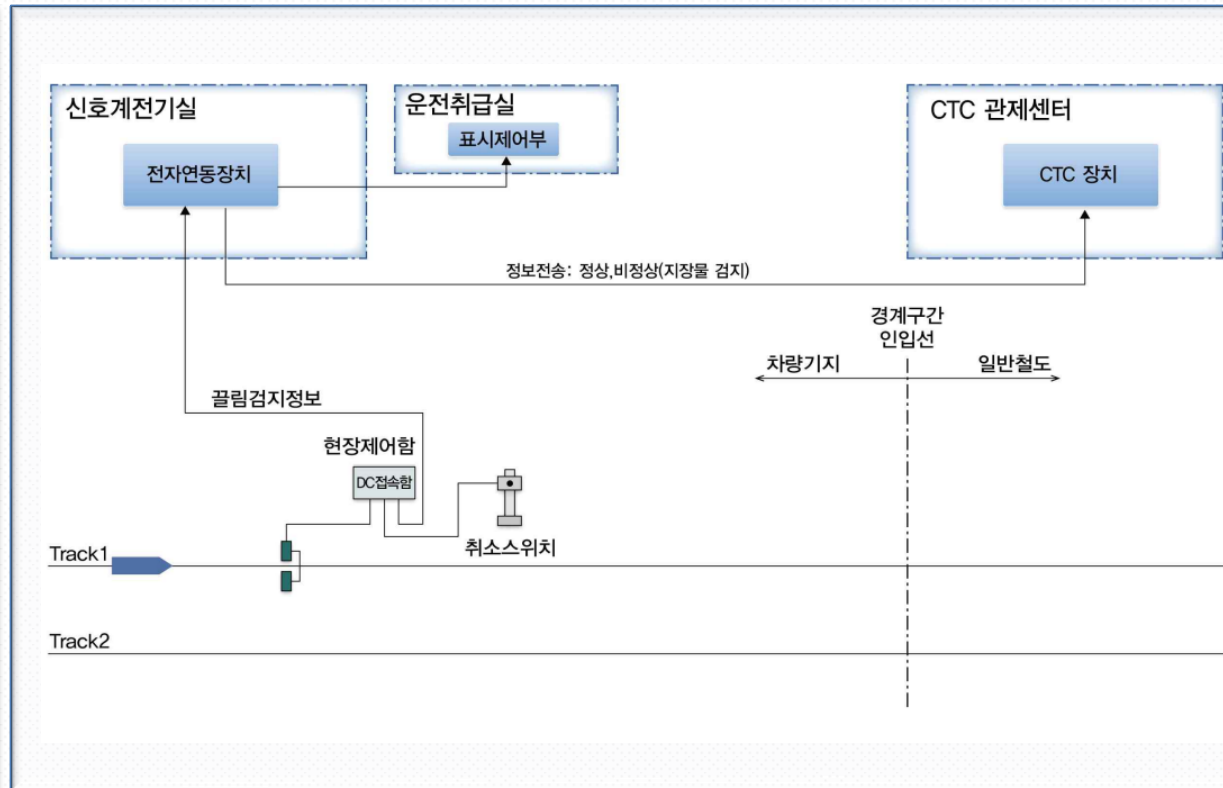 신호계전기실
전자연동장치
운전취급실
표시제어부
CTC 관제센터
CTC 장치
정보전송: 정상,비정상(지장물 검지)
경계구간
인입선
차량기지
일반철도
끌림검지정보
현장제어함
DC접속함
취소스위치
Track1
Track2